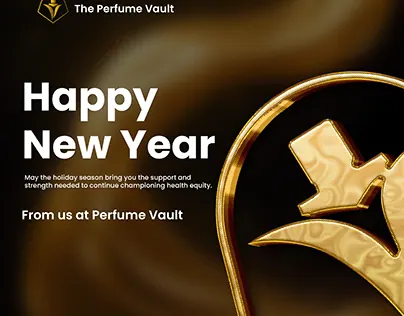 The Perfume Vault
Happy
New Year
May the holiday season bring you the support and
strength needed to continue championing health equity.
From us at Perfume Vault